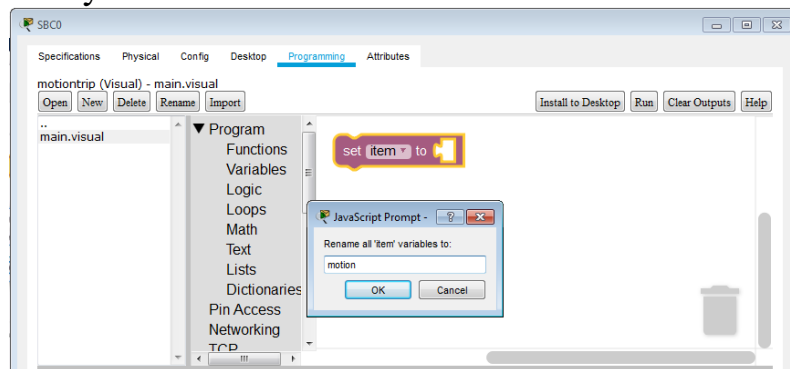 SBC0
Specifications Physical Config Desktop Programming Attributes
motiontrip (Visual) - main.visual
Open New Delete Rename Import Install to Desktop Run Clear Outputs Help
..
main.visual
Program
Functions
Variables
Logic
Loops
Math
Text
Lists
Dictionaries
Pin Access
Networking
TCP
set item to
JavaScript Prompt -
Rename all 'item' variables to:
motion
OK Cancel